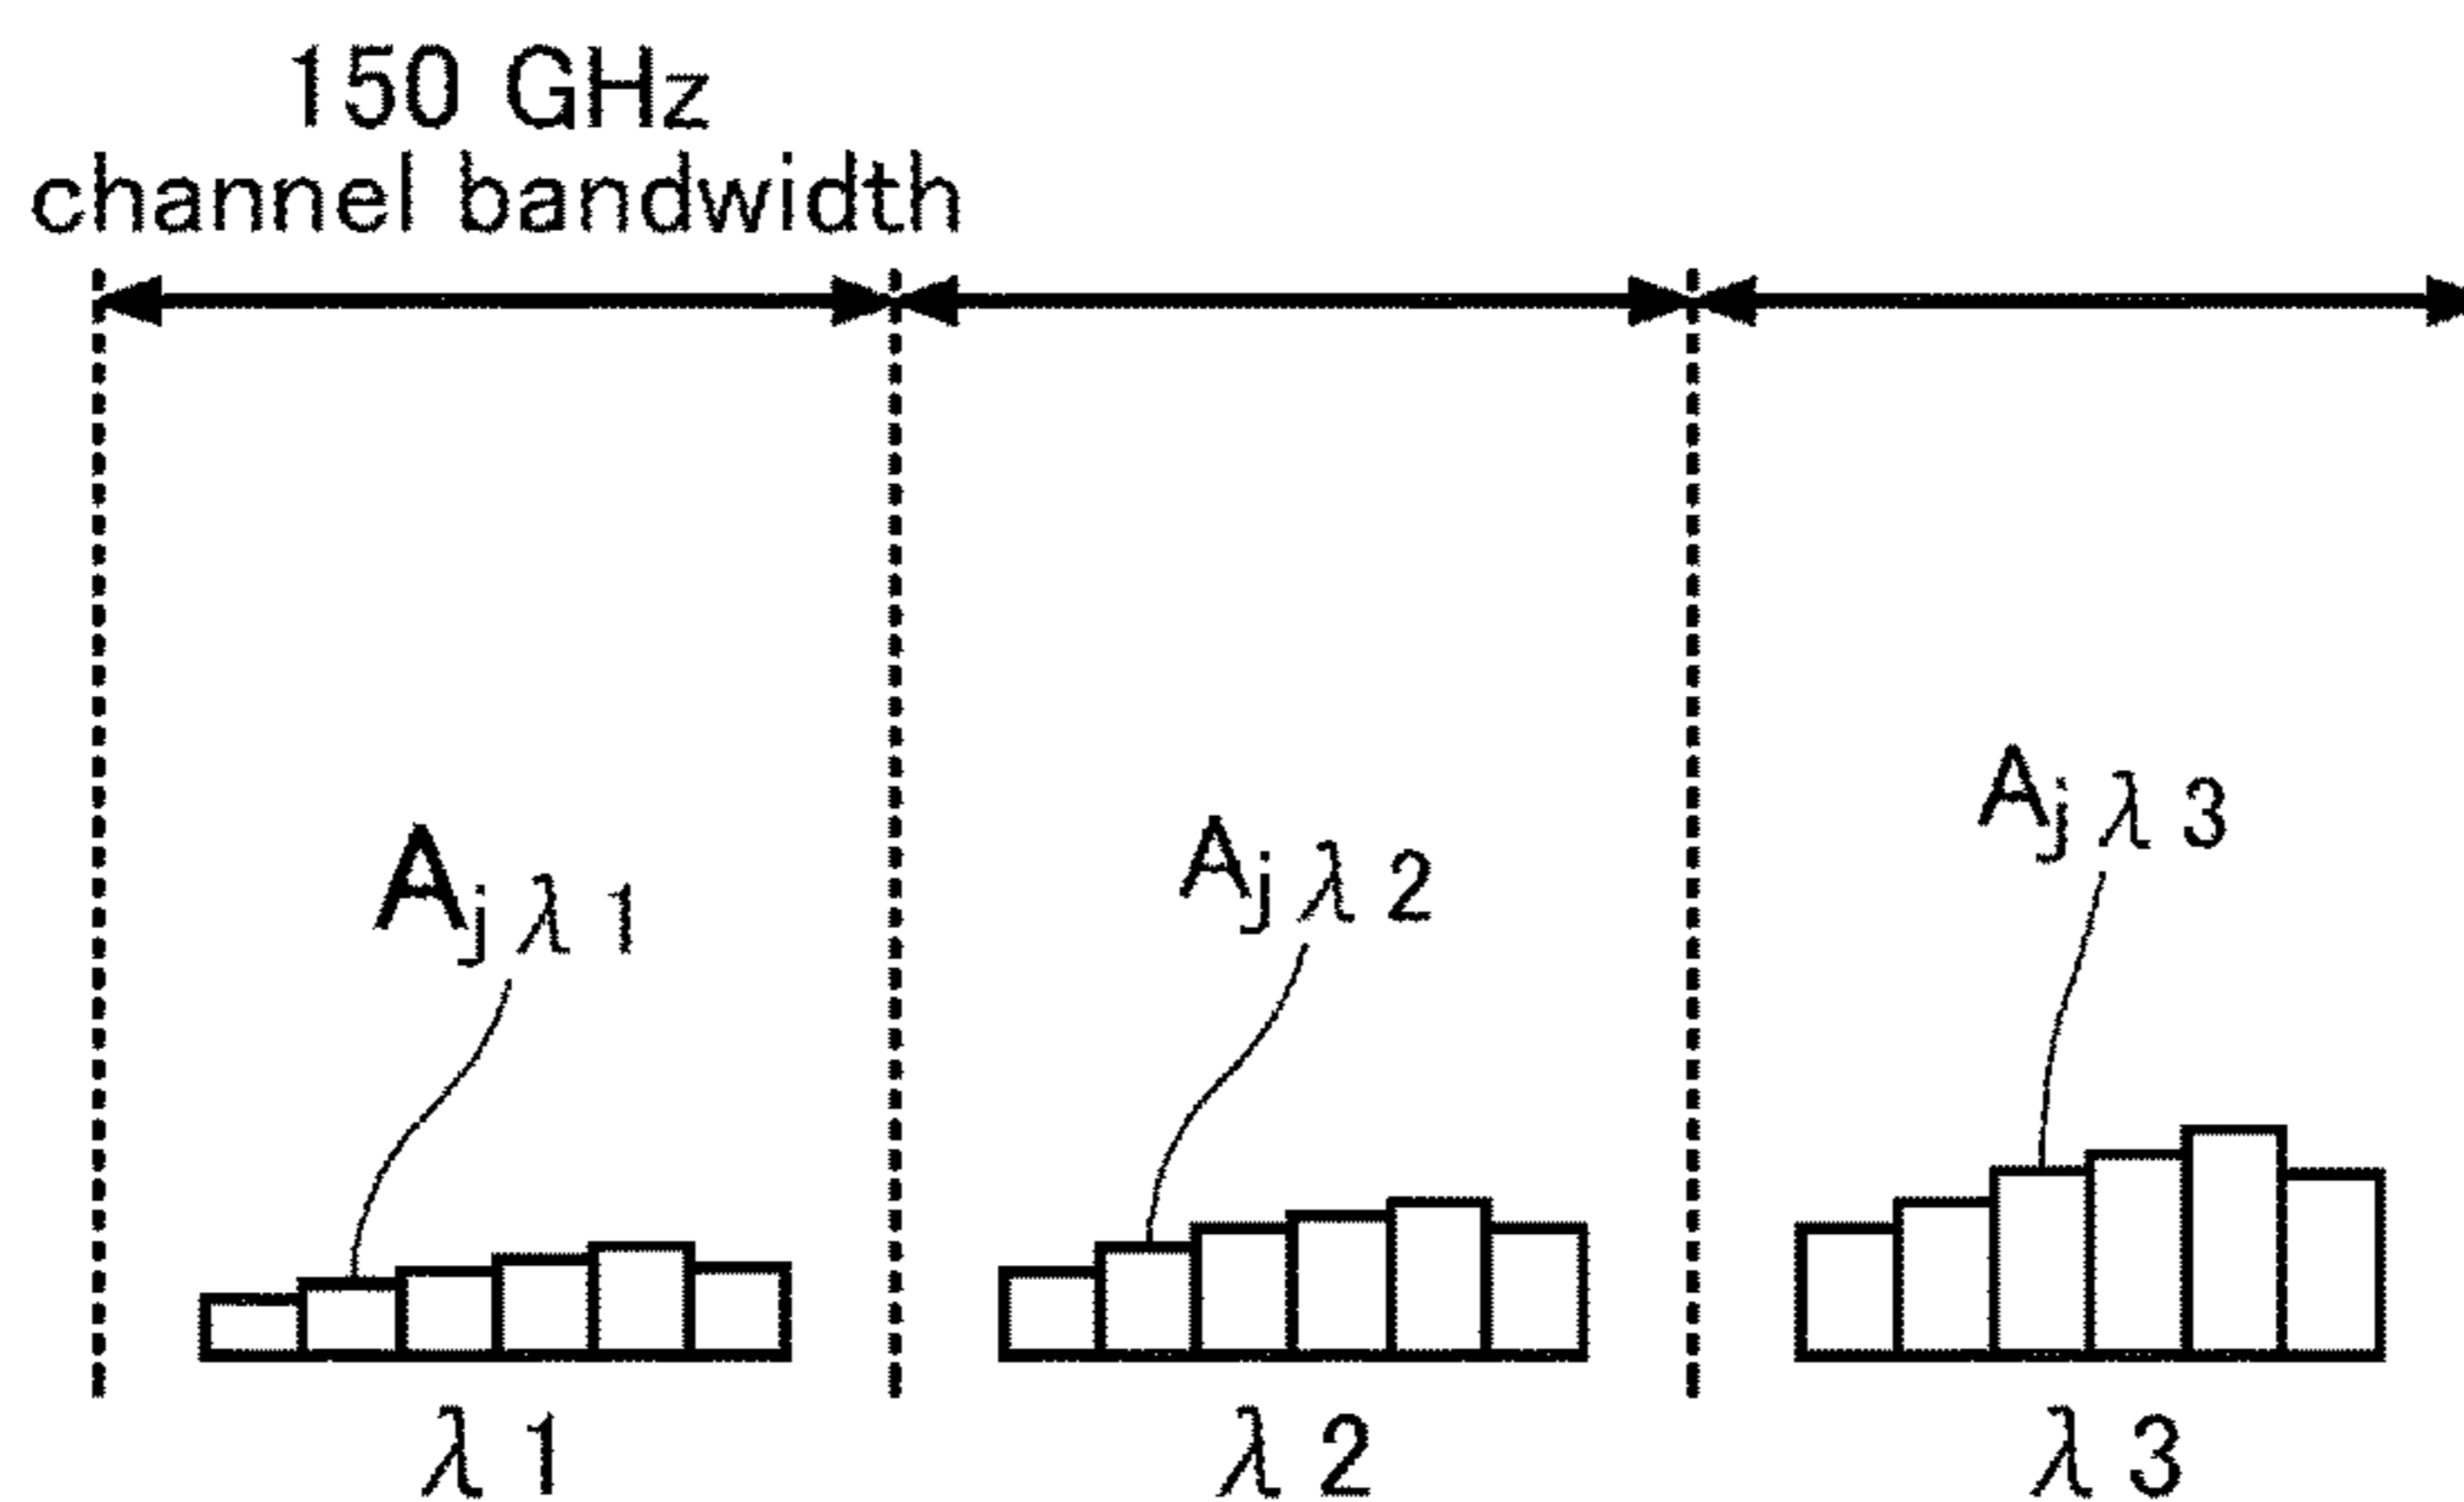 150 GHz
channel bandwidth
Ajλ1
Ajλ2
Ajλ3
λ1
λ2
λ3